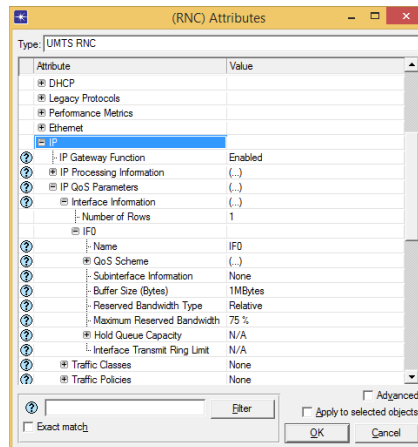 (RNC) Attributes
Type: UMTS RNC
Attribute Value
DHCP
Legacy Protocols
Performance Metrics
Ethernet
IP
IP Gateway Function Enabled
IP Processing Information (...)
IP QoS Parameters (...)
Interface Information (...)
Number of Rows 1
IF0
Name IF0
QoS Scheme (...)
Subinterface Information None
Buffer Size (Bytes) 1MBytes
Reserved Bandwidth Type Relative
Maximum Reserved Bandwidth 75 %
Hold Queue Capacity N/A
Interface Transmit Ring Limit N/A
Traffic Classes None
Traffic Policies None
Advanced
Filter
Apply to selected objects
Exact match
OK Cancel